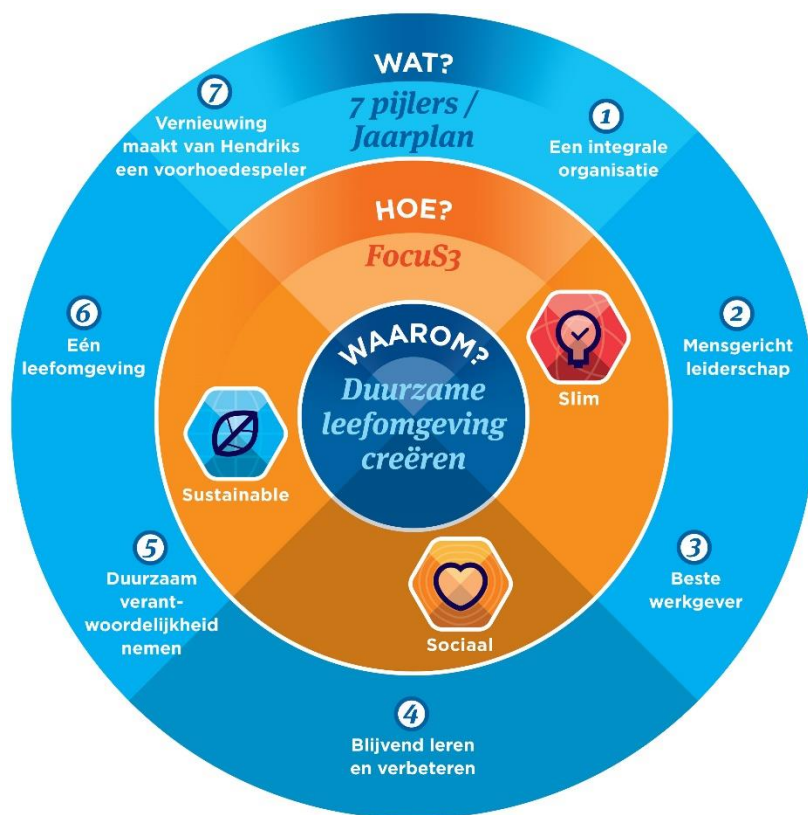 WAT?
7 pijlers /
Jaarplan
1
Een integrale
organisatie
2
Mensgericht
leiderschap
3
Beste
werkgever
4
Blijvend leren
en verbeteren
5
Duurzaam
verant-
woordelijkheid
nemen
6
Eén
leefomgeving
7
Vernieuwing
maakt van Hendriks
een voorhoedespeler
HOE?
FocuS3
Slim
Sociaal
Sustainable
WAAROM?
Duurzame
leefomgeving
creëren